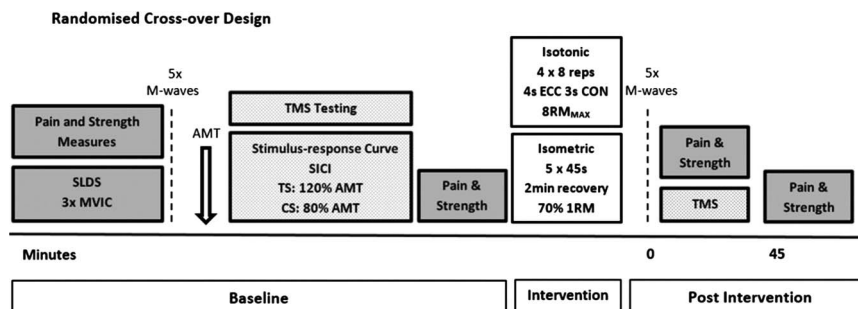 Randomised Cross-over Design
5x
M-waves
Pain and Strength
Measures
SLDS
3x MVIC
AMT
TMS Testing
Stimulus-response Curve
SICI
TS: 120% AMT
CS: 80% AMT
Pain &
Strength
Isotonic
4 x 8 reps
4s ECC 3s CON
8RMMAX
Isometric
5 x 45s
2min recovery
70% 1RM
5x
M-waves
Pain &
Strength
TMS
Pain &
Strength
Minutes
0
45
Baseline
Intervention
Post Intervention